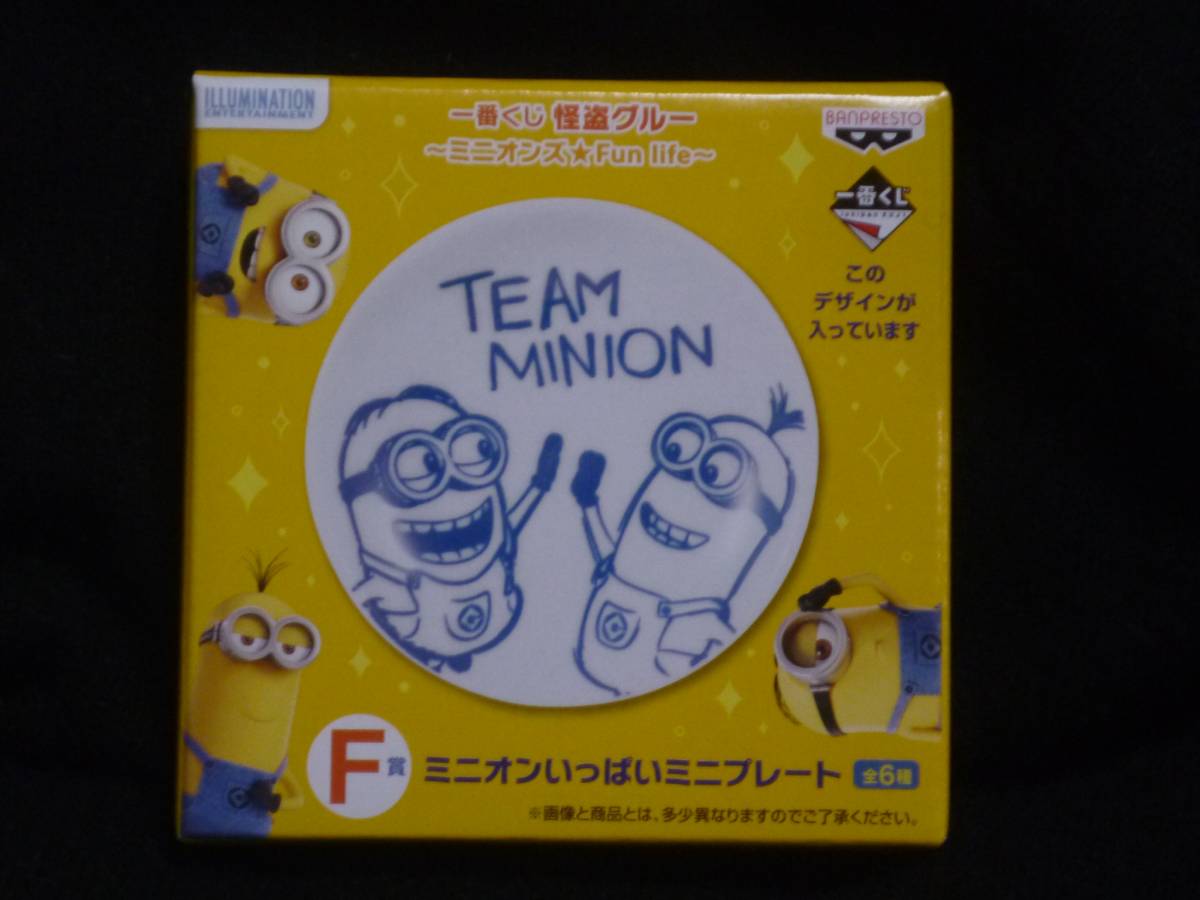 ILLUMINATION
ENTERTAINMENT
一番くじ 怪盗グルー
～ミニオンズ★Fun life～
BANPRESTO
一番くじ
ICHIBAN KUJI
この
デザインが
入っています
TEAM
MINION
F賞 ミニオンいっぱいミニプレート 全6種
※画像と商品とは、多少異なりますのでご了承ください。